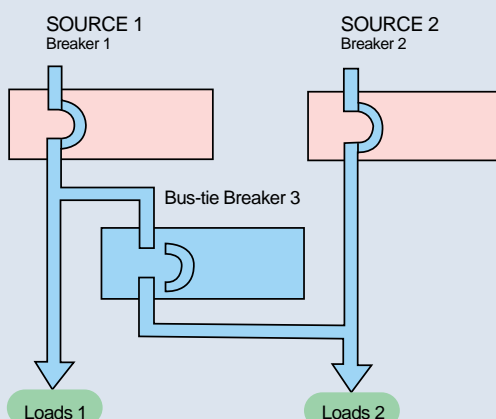 SOURCE 1
Breaker 1
SOURCE 2
Breaker 2
Bus-tie Breaker 3
Loads 1
Loads 2